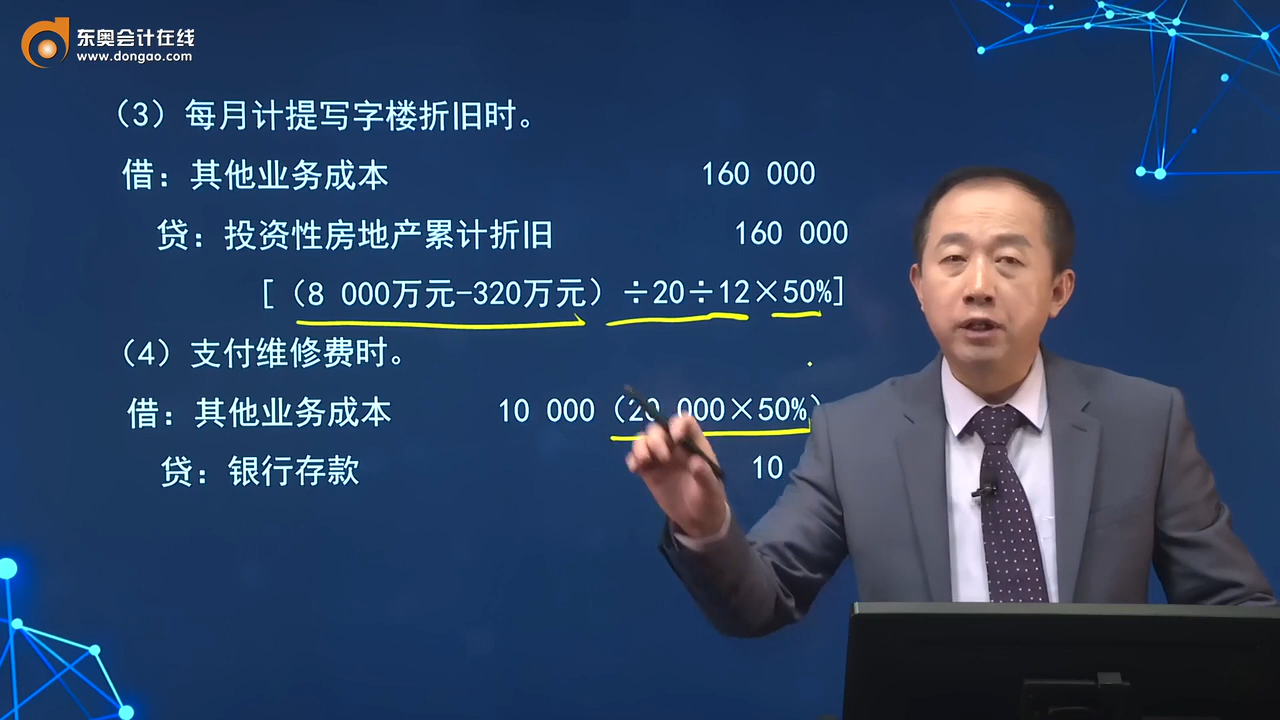 东奥会计在线
www.dongao.com
（3）每月计提写字楼折旧时。
借：其他业务成本 160 000
贷：投资性房地产累计折旧 160 000
[（8 000万元-320万元）÷20÷12×50%]
（4）支付维修费时。
借：其他业务成本 10 000（20 000×50%）
贷：银行存款 10